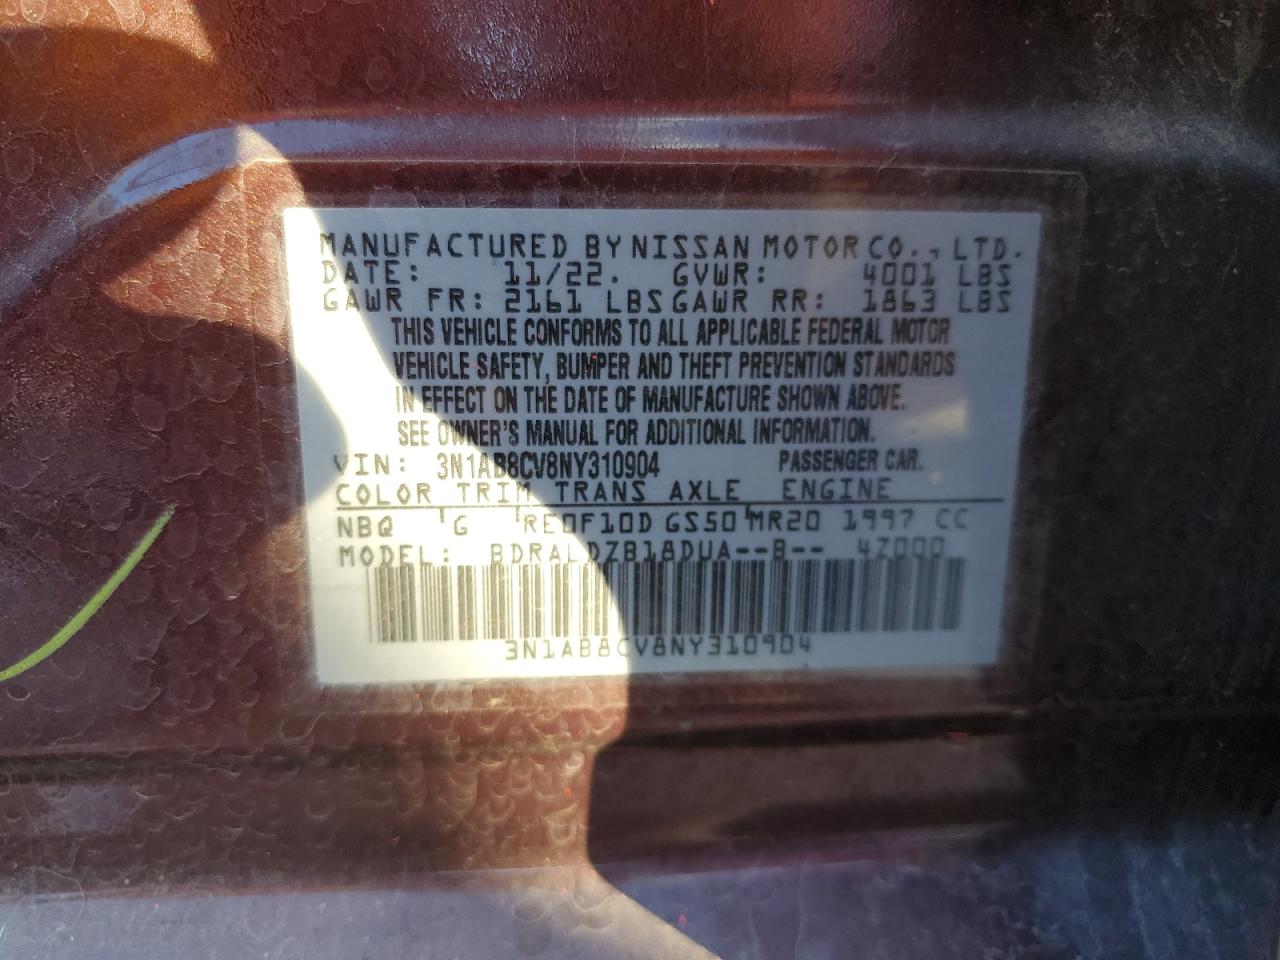 MANUFACTURED BY NISSAN MOTOR CO., LTD.
DATE: 11/22. GVWR: 4001 LBS
GAWR FR: 2161 LBS GAWR RR: 1863 LBS
THIS VEHICLE CONFORMS TO ALL APPLICABLE FEDERAL MOTOR
VEHICLE SAFETY, BUMPER AND THEFT PREVENTION STANDARDS
IN EFFECT ON THE DATE OF MANUFACTURE SHOWN ABOVE.
SEE OWNER'S MANUAL FOR ADDITIONAL INFORMATION.
VIN: 3N1AB8CV8NY310904 PASSENGER CAR.
COLOR TRIM TRANS AXLE ENGINE
NBQ G RE0F10D GS50 MR20 1997 CC
MODEL: BDRALDZB18DUA--B-- 4Z000
3N1AB8CV8NY310904